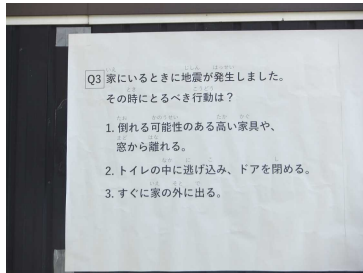 Q3 家にいるときに地震が発生しました。
その時にとるべき行動は？
1. 倒れる可能性のある高い家具や、
窓から離れる。
2. トイレの中に逃げ込み、ドアを閉める。
3. すぐに家の外に出る。